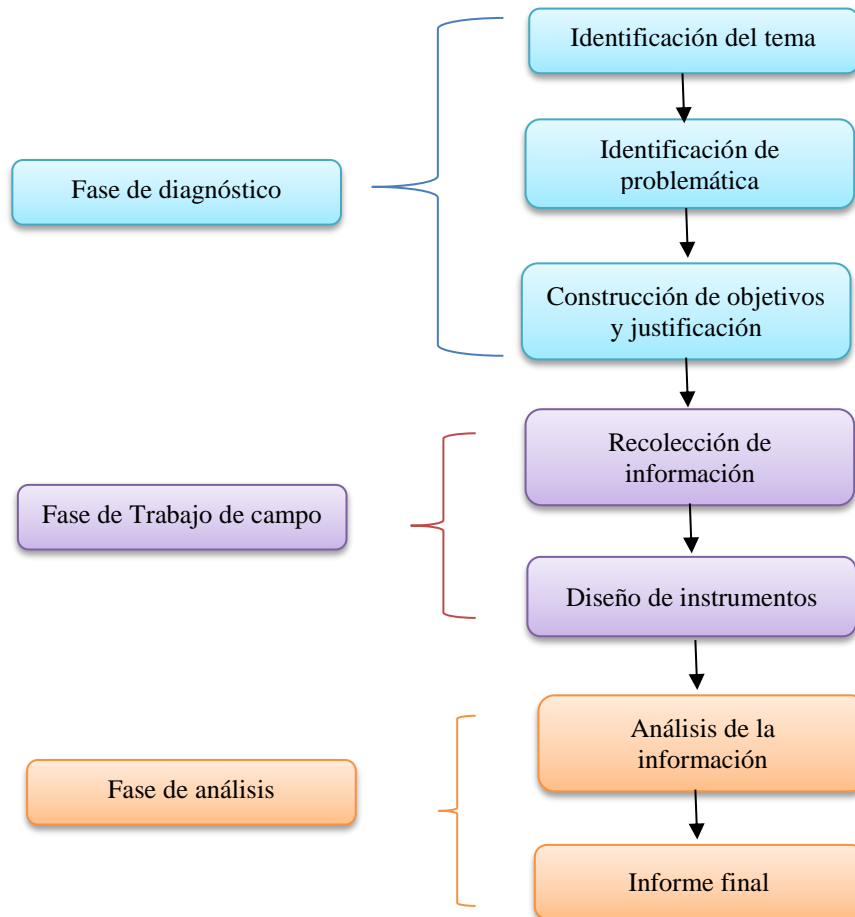 Identificación del tema
Identificación de
problemática
Fase de diagnóstico
Construcción de objetivos
y justificación
Recolección de
información
Fase de Trabajo de campo
Diseño de instrumentos
Análisis de la
información
Fase de análisis
Informe final